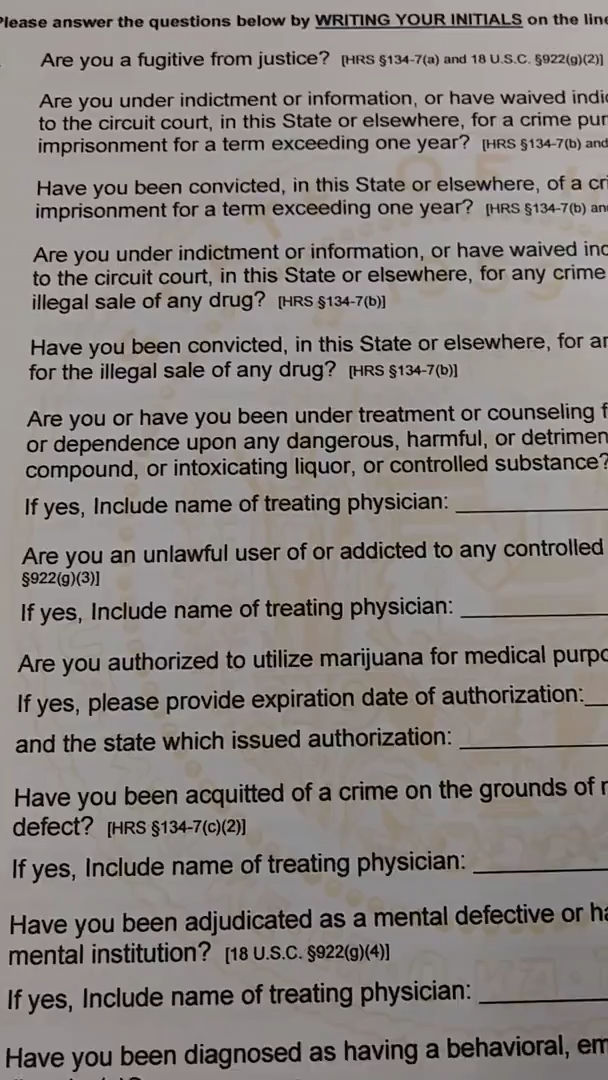 Please answer the questions below by WRITING YOUR INITIALS on the line
Are you a fugitive from justice? [HRS §134-7(a) and 18 U.S.C. §922(g)(2)]
Are you under indictment or information, or have waived indic
to the circuit court, in this State or elsewhere, for a crime pun
imprisonment for a term exceeding one year? [HRS §134-7(b) and
Have you been convicted, in this State or elsewhere, of a cri
imprisonment for a term exceeding one year? [HRS §134-7(b) an
Are you under indictment or information, or have waived ind
to the circuit court, in this State or elsewhere, for any crime
illegal sale of any drug? [HRS §134-7(b)]
Have you been convicted, in this State or elsewhere, for an
for the illegal sale of any drug? [HRS §134-7(b)]
Are you or have you been under treatment or counseling f
or dependence upon any dangerous, harmful, or detrimen
compound, or intoxicating liquor, or controlled substance?
If yes, Include name of treating physician:
Are you an unlawful user of or addicted to any controlled
§922(g)(3)]
If yes, Include name of treating physician:
Are you authorized to utilize marijuana for medical purpo
If yes, please provide expiration date of authorization:
and the state which issued authorization:
Have you been acquitted of a crime on the grounds of
defect? [HRS §134-7(c)(2)]
If yes, Include name of treating physician:
Have you been adjudicated as a mental defective or ha
mental institution? [18 U.S.C. §922(g)(4)]
If yes, Include name of treating physician:
Have you been diagnosed as having a behavioral, em